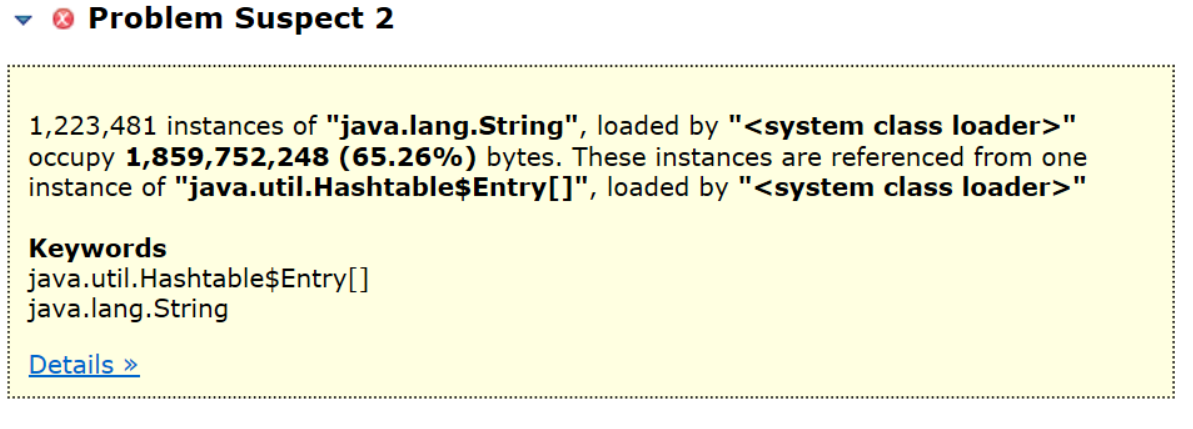 Problem Suspect 2
1,223,481 instances of "java.lang.String", loaded by "<system class loader>"
occupy 1,859,752,248 (65.26%) bytes. These instances are referenced from one
instance of "java.util.Hashtable$Entry[]", loaded by "<system class loader>"
Keywords
java.util.Hashtable$Entry[]
java.lang.String
Details »